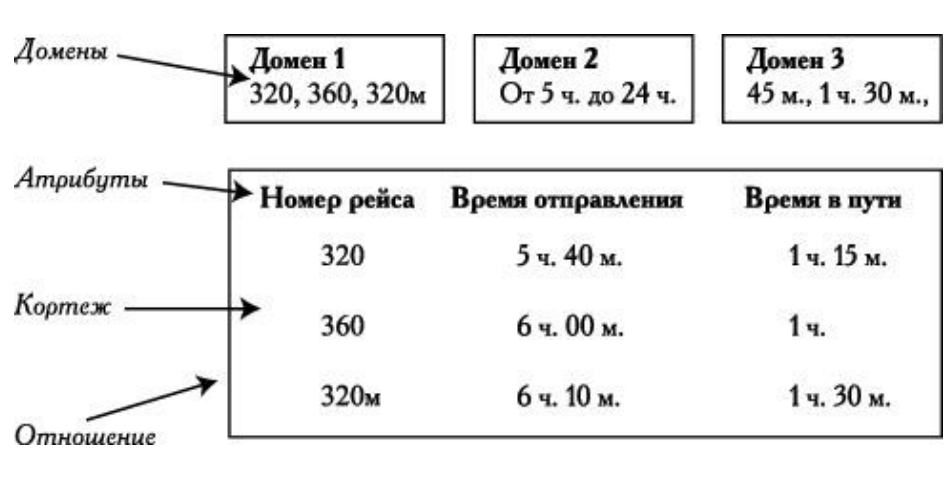 Домены
Домен 1
320, 360, 320м
Домен 2
От 5 ч. до 24 ч.
Домен 3
45 м., 1 ч. 30 м.,
Атрибуты
Номер рейса Время отправления Время в пути
320 5 ч. 40 м. 1 ч. 15 м.
Кортеж
360 6 ч. 00 м. 1 ч.
320м 6 ч. 10 м. 1 ч. 30 м.
Отношение